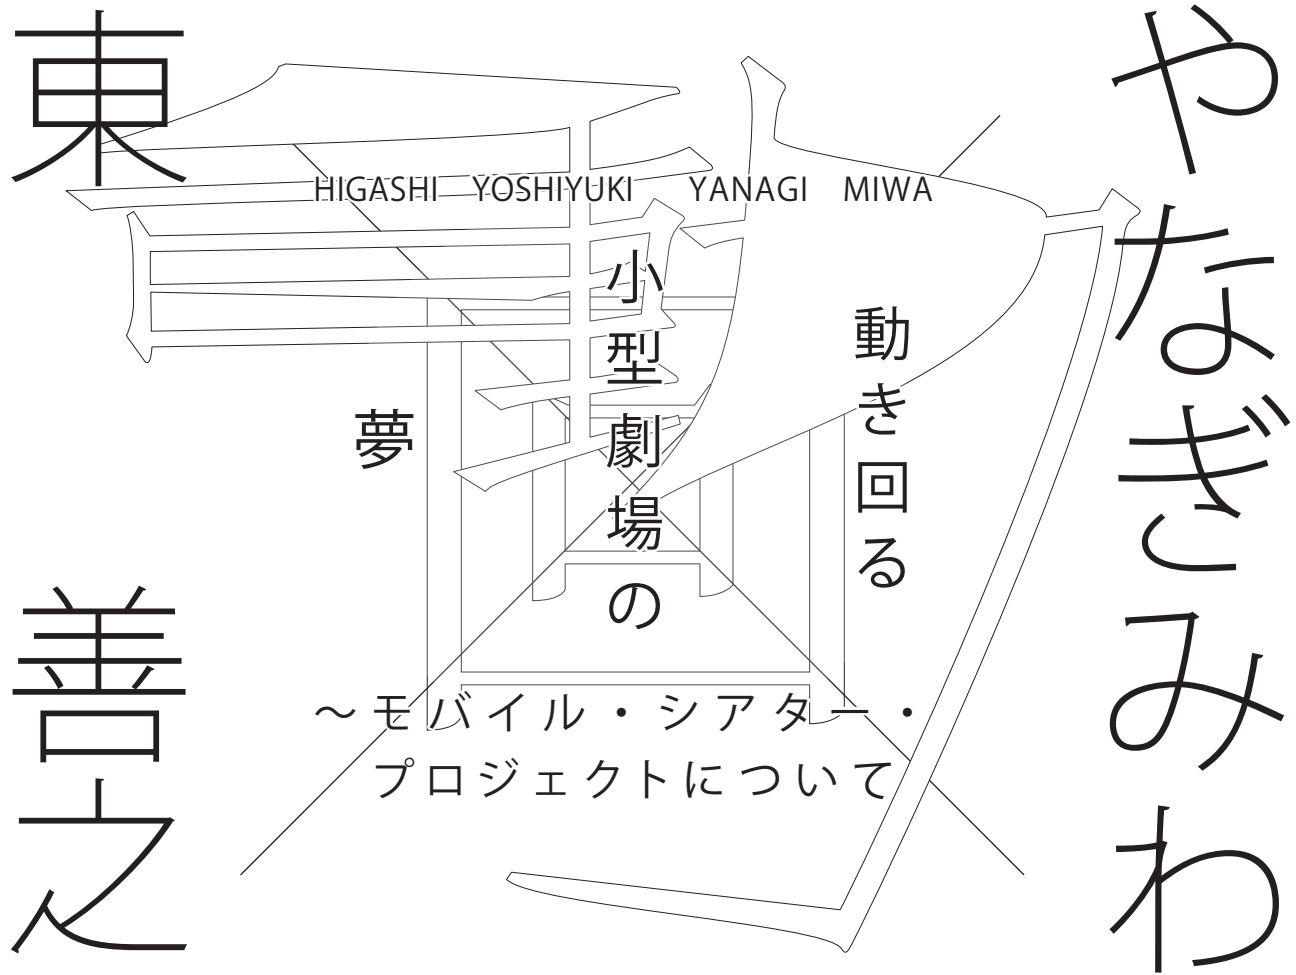 やなぎみわ
東 善之
HIGASHI YOSHIYUKI YANAGI MIWA
動き回る
小型劇場の
夢
～モバイル・シアター・
プロジェクトについて
動